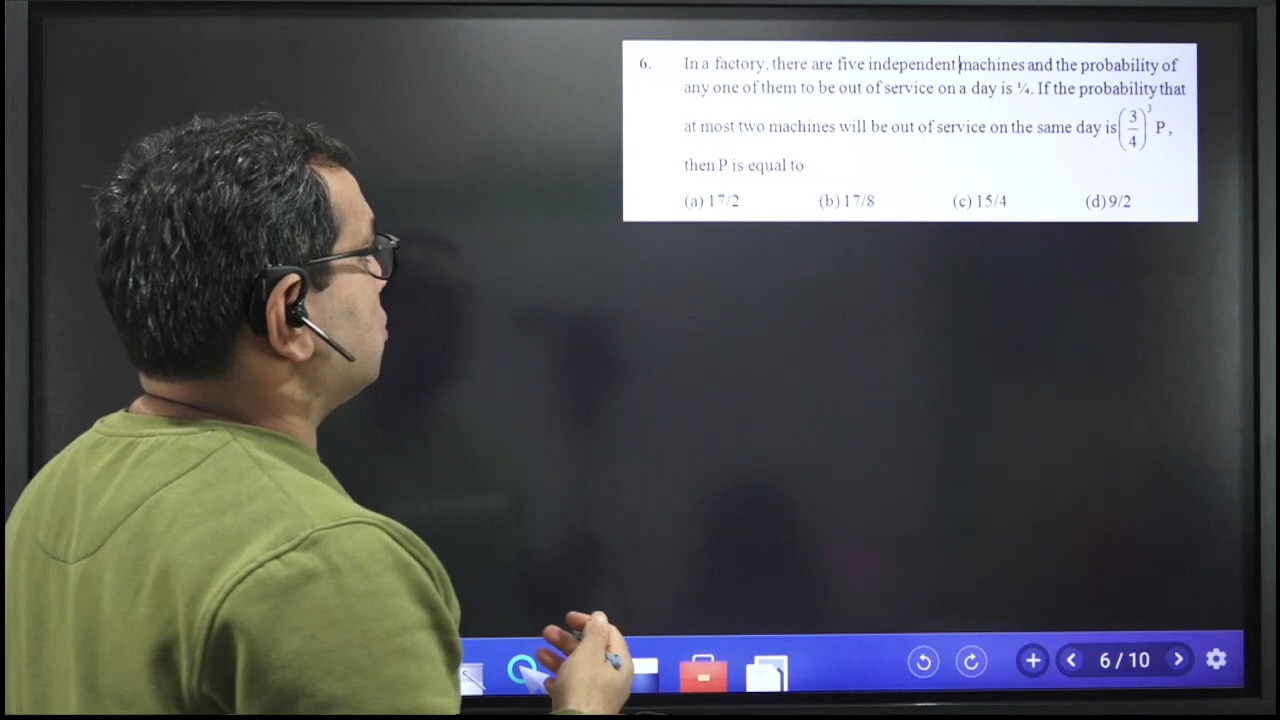 6. In a factory, there are five independent machines and the probability of
any one of them to be out of service on a day is ¼. If the probability that
at most two machines will be out of service on the same day is (3/4)³ P,
then P is equal to
(a) 17/2 (b) 17/8 (c) 15/4 (d) 9/2
6 / 10